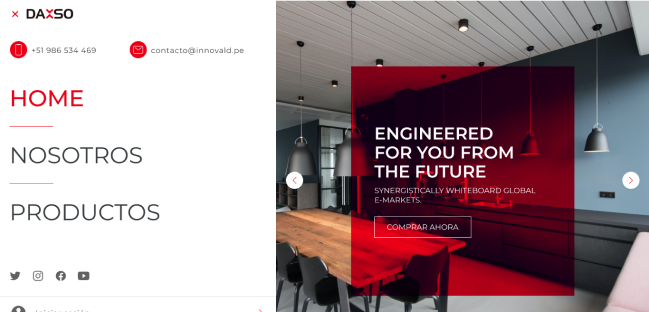 DAXSO
+51 986 534 469
contacto@innovald.pe
HOME
NOSOTROS
PRODUCTOS
ENGINEERED
FOR YOU FROM
THE FUTURE
SYNERGISTICALLY WHITEBOARD GLOBAL
E-MARKETS.
COMPRAR AHORA